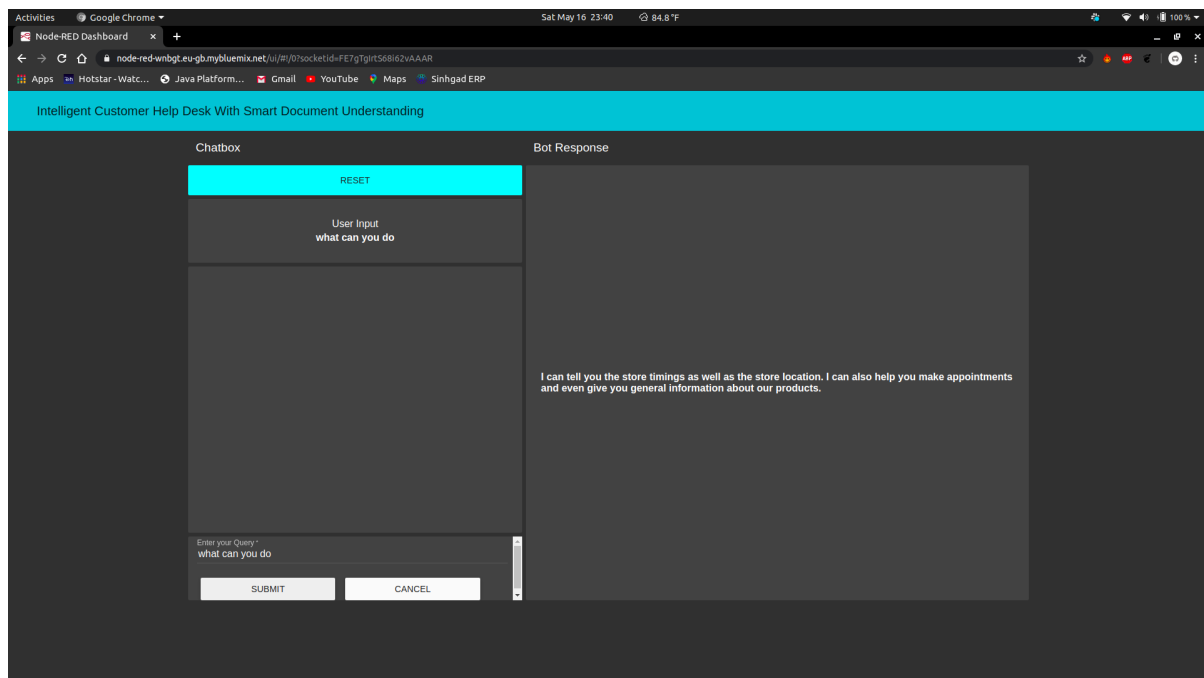 Activities Google Chrome ▾ Sat May 16 23:40 84.8 °F 100 %
Node-RED Dashboard × +
node-red-wnbgt.eu-gb.mybluemix.net/ui/#!/0?socketid=FE7gTgIrtS68i62vAAAR
Apps Hotstar - Watc... Java Platform... Gmail YouTube Maps Sinhgad ERP
Intelligent Customer Help Desk With Smart Document Understanding
Chatbox
RESET
User Input
what can you do
Enter your Query *
what can you do
SUBMIT CANCEL
Bot Response
I can tell you the store timings as well as the store location. I can also help you make appointments
and even give you general information about our products.